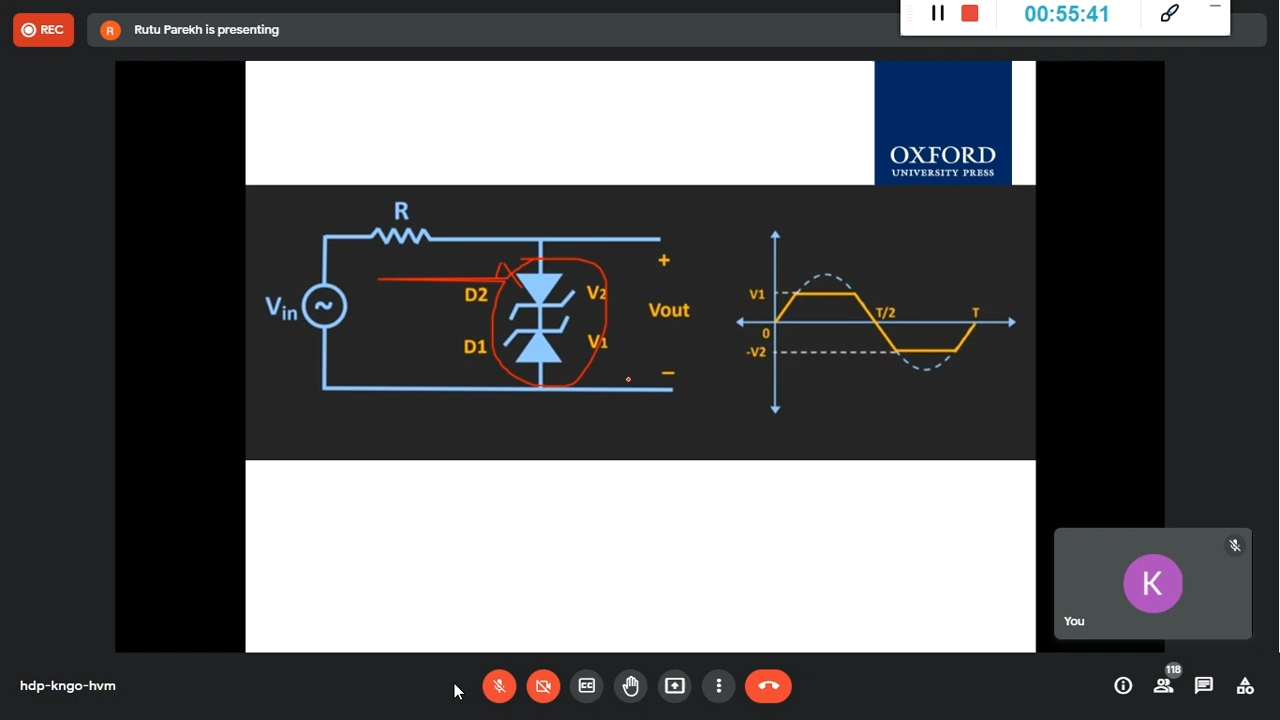 REC
R
Rutu Parekh is presenting
00:55:41
OXFORD
UNIVERSITY PRESS
R
Vin
~
D2
V2
D1
V1
+
Vout
−
V1
0
T/2
T
-V2
K
You
hdp-kngo-hvm
118